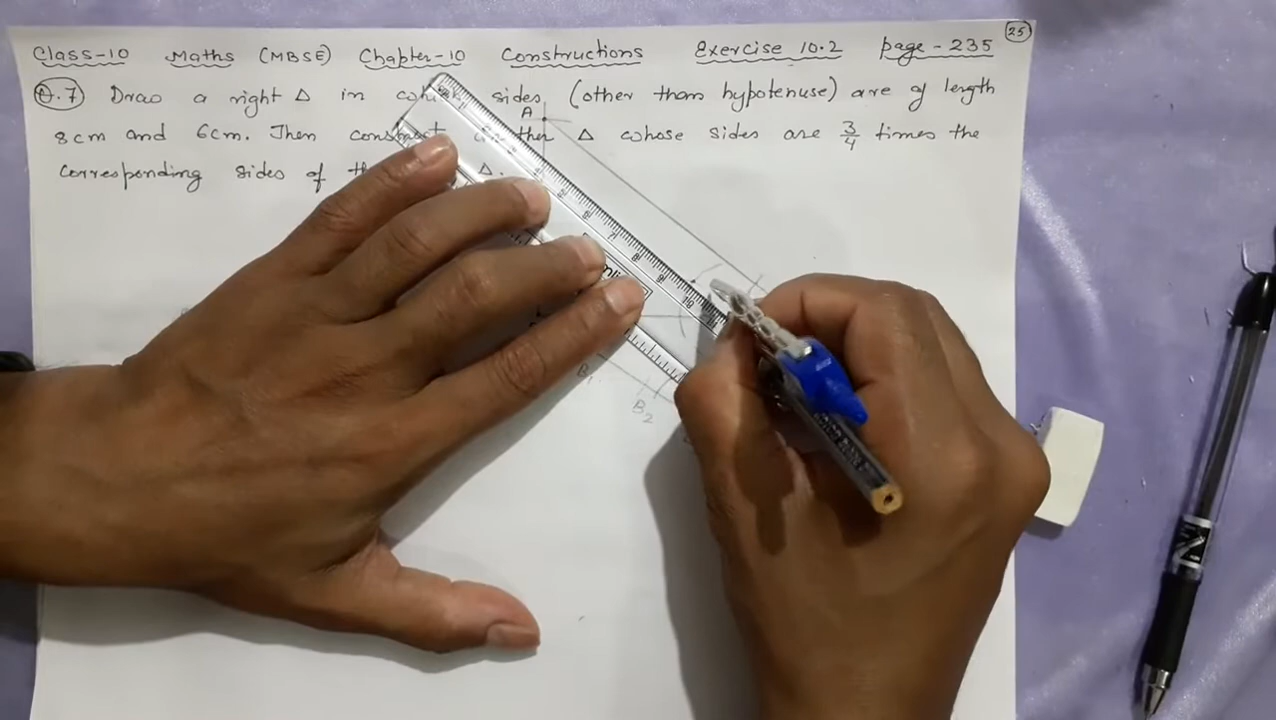 25
Class-10 Maths (MBSE) Chapter-10 Constructions Exercise 10.2 page-235
Q.7 Draw a right Δ in sides (other than hypotenuse) are of length
8cm and 6cm. Then construct Δ whose sides are 3/4 times the
corresponding sides of Δ.
A
B1
B2